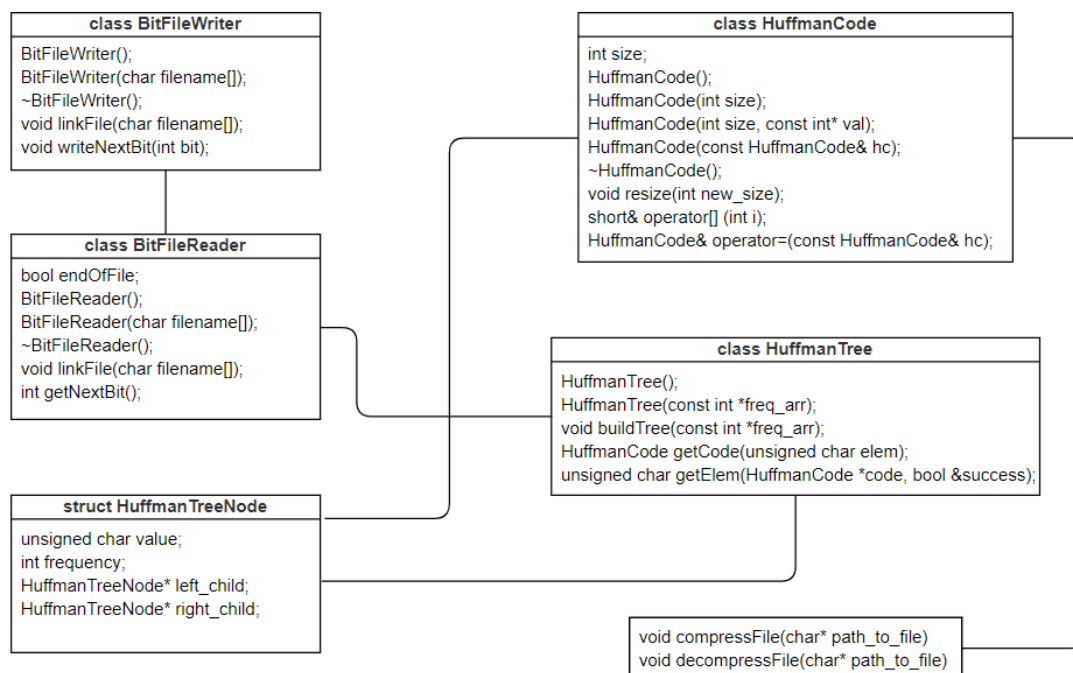 class BitFileWriter
BitFileWriter();
BitFileWriter(char filename[]);
~BitFileWriter();
void linkFile(char filename[]);
void writeNextBit(int bit);
class HuffmanCode
int size;
HuffmanCode();
HuffmanCode(int size);
HuffmanCode(int size, const int* val);
HuffmanCode(const HuffmanCode& hc);
~HuffmanCode();
void resize(int new_size);
short& operator[] (int i);
HuffmanCode& operator=(const HuffmanCode& hc);
class BitFileReader
bool endOfFile;
BitFileReader();
BitFileReader(char filename[]);
~BitFileReader();
void linkFile(char filename[]);
int getNextBit();
class HuffmanTree
HuffmanTree();
HuffmanTree(const int *freq_arr);
void buildTree(const int *freq_arr);
HuffmanCode getCode(unsigned char elem);
unsigned char getElem(HuffmanCode *code, bool &success);
struct HuffmanTreeNode
unsigned char value;
int frequency;
HuffmanTreeNode* left_child;
HuffmanTreeNode* right_child;
void compressFile(char* path_to_file)
void decompressFile(char* path_to_file)